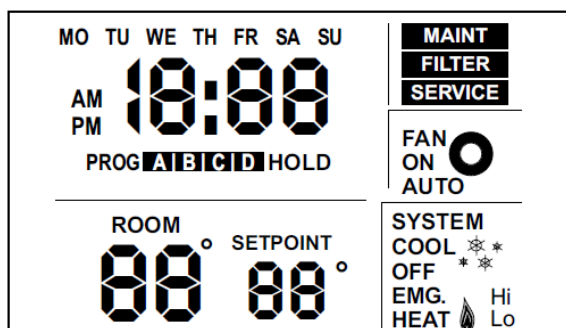 MO TU WE TH FR SA SU
AM
PM
18:88
PROG A B C D HOLD
MAINT
FILTER
SERVICE
FAN
ON
AUTO
ROOM
88°
SETPOINT
88°
SYSTEM
COOL
OFF
EMG.
HEAT
Hi
Lo